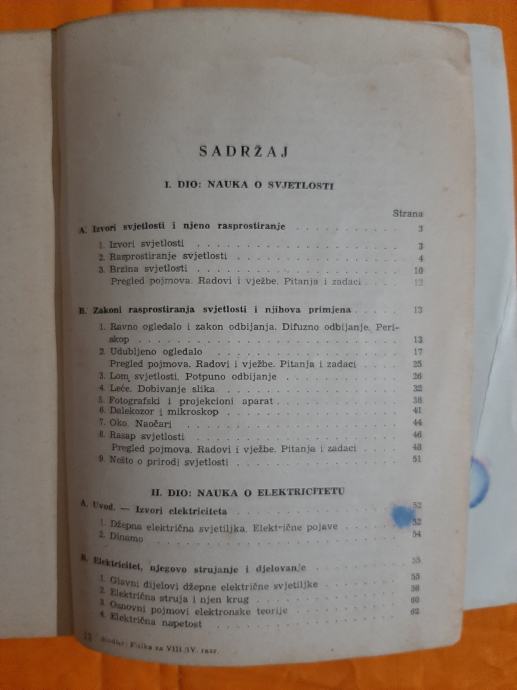 SADRŽAJ
I. DIO: NAUKA O SVJETLOSTI
Strana
A. Izvori svjetlosti i njeno rasprostiranje . . . . . . . . . . 3
1. Izvori svjetlosti . . . . . . . . . . 3
2. Rasprostiranje svjetlosti . . . . . . . . . . 4
3. Brzina svjetlosti . . . . . . . . . . 10
Pregled pojmova. Radovi i vježbe. Pitanja i zadaci . . . . 12
B. Zakoni rasprostiranja svjetlosti i njihova primjena . . . . 13
1. Ravno ogledalo i zakon odbijanja. Difuzno odbijanje. Peri-
skop . . . . . . . . . . 13
2. Udubljeno ogledalo . . . . . . . . . . 17
Pregled pojmova. Radovi i vježbe. Pitanja i zadaci . . . . 25
3. Lom svjetlosti. Potpuno odbijanje . . . . . . . . . . 26
4. Leće. Dobivanje slika . . . . . . . . . . 32
5. Fotografski i projekcioni aparat . . . . . . . . . . 38
6. Dalekozor i mikroskop . . . . . . . . . . 41
7. Oko. Naočari . . . . . . . . . . 44
8. Rasap svjetlosti . . . . . . . . . . 46
Pregled pojmova. Radovi i vježbe. Pitanja i zadaci . . . . 48
9. Nešto o prirodi svjetlosti . . . . . . . . . . 51
II. DIO: NAUKA O ELEKTRICITETU
A. Uvod. — Izvori elektriciteta . . . . . . . . . . 52
1. Džepna električna svjetiljka. Električne pojave . . . . 52
2. Dinamo . . . . . . . . . . 54
B. Elektricitet, njegovo strujanje i djelovanje . . . . . . 55
1. Glavni dijelovi džepne električne svjetiljke . . . . . . 55
2. Električna struja i njen krug . . . . . . . . . . 58
3. Osnovni pojmovi elektronske teorije . . . . . . . . 60
4. Električna napetost . . . . . . . . . . 62
13 : Fizika za VIII./IV. razr.